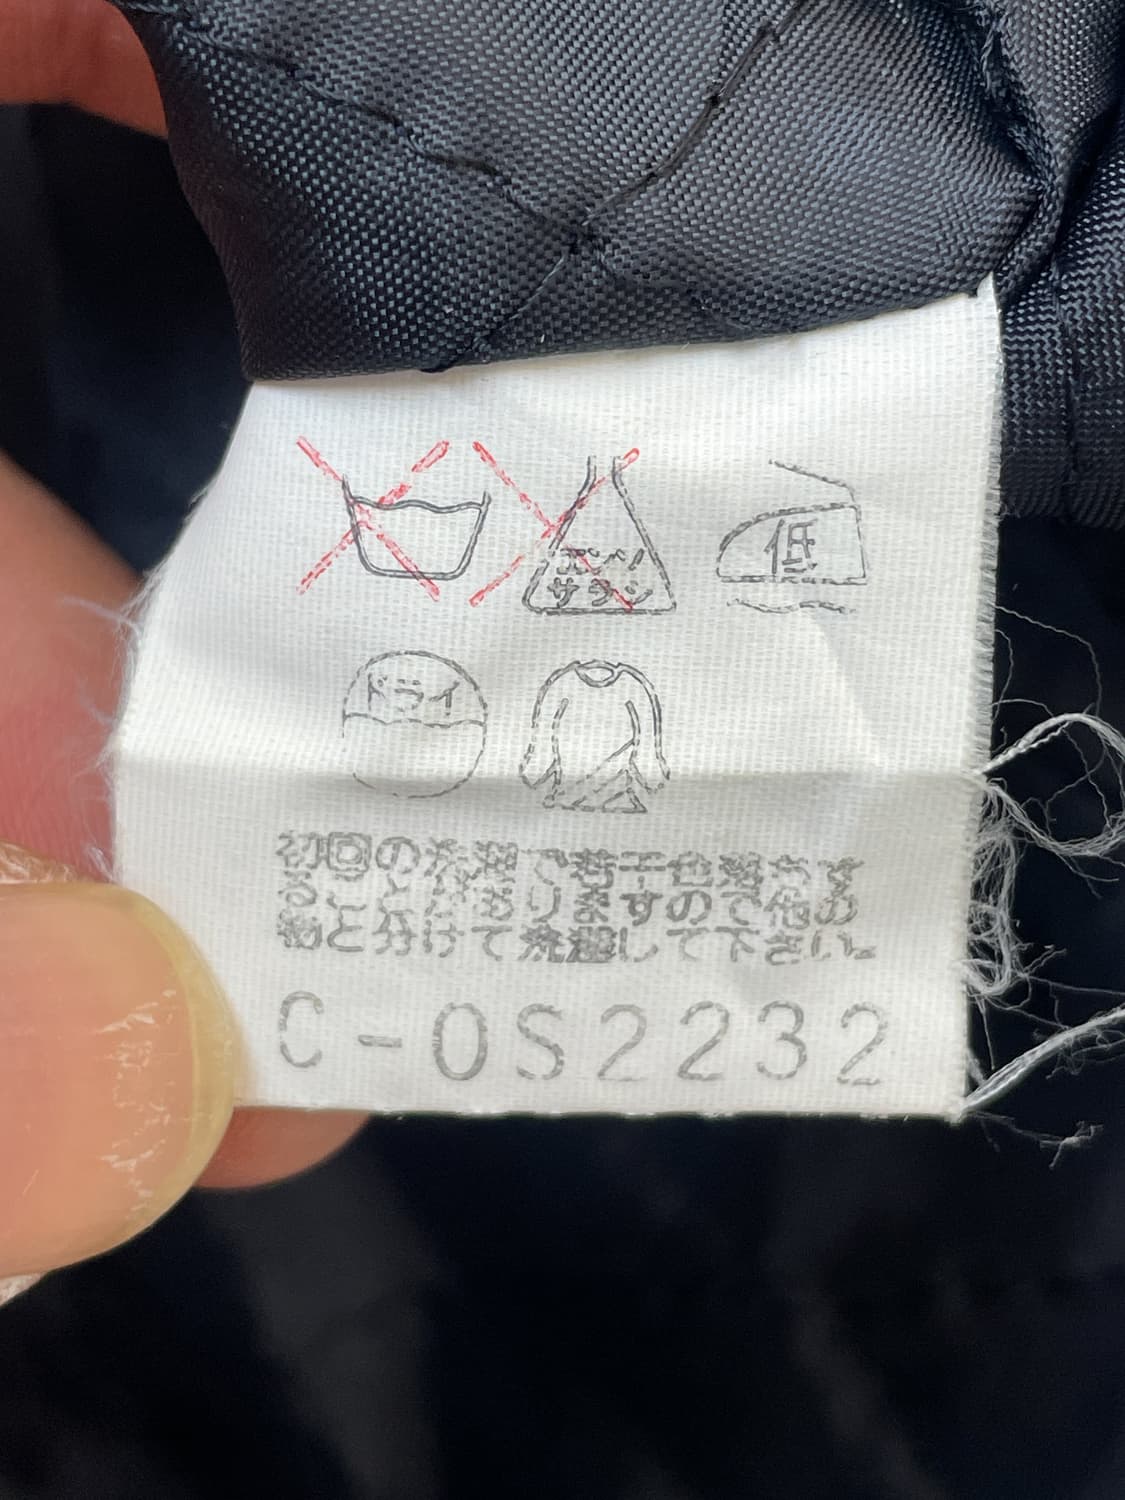 エンソ
サラシ
低
ドライ
初回の洗濯で若干色落ちす
ることがありますので他の
物と分けて洗濯して下さい。
C-OS2232